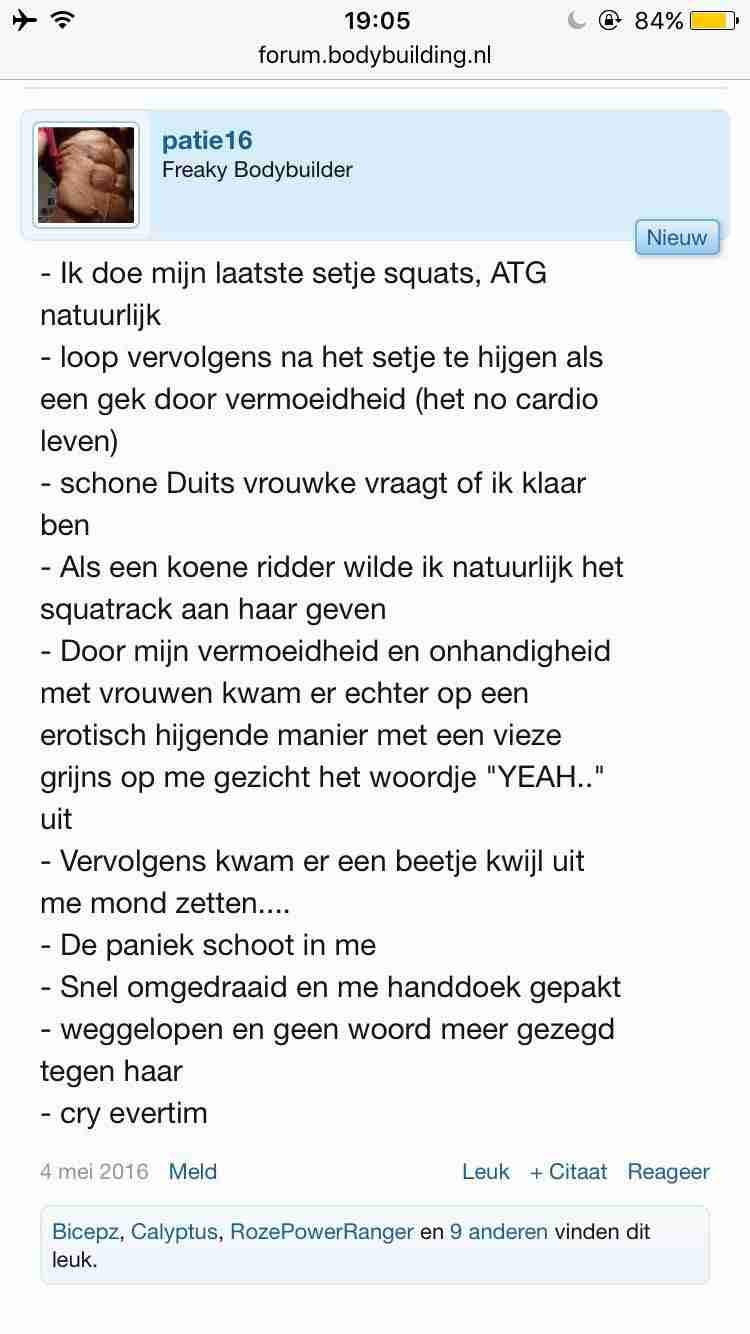 19:05
84%
forum.bodybuilding.nl
patie16
Freaky Bodybuilder
Nieuw
- Ik doe mijn laatste setje squats, ATG
natuurlijk
- loop vervolgens na het setje te hijgen als
een gek door vermoeidheid (het no cardio
leven)
- schone Duits vrouwke vraagt of ik klaar
ben
- Als een koene ridder wilde ik natuurlijk het
squatrack aan haar geven
- Door mijn vermoeidheid en onhandigheid
met vrouwen kwam er echter op een
erotisch hijgende manier met een vieze
grijns op me gezicht het woordje "YEAH.."
uit
- Vervolgens kwam er een beetje kwijl uit
me mond zetten....
- De paniek schoot in me
- Snel omgedraaid en me handdoek gepakt
- weggelopen en geen woord meer gezegd
tegen haar
- cry evertim
4 mei 2016 Meld Leuk + Citaat Reageer
Bicepz, Calyptus, RozePowerRanger en 9 anderen vinden dit
leuk.